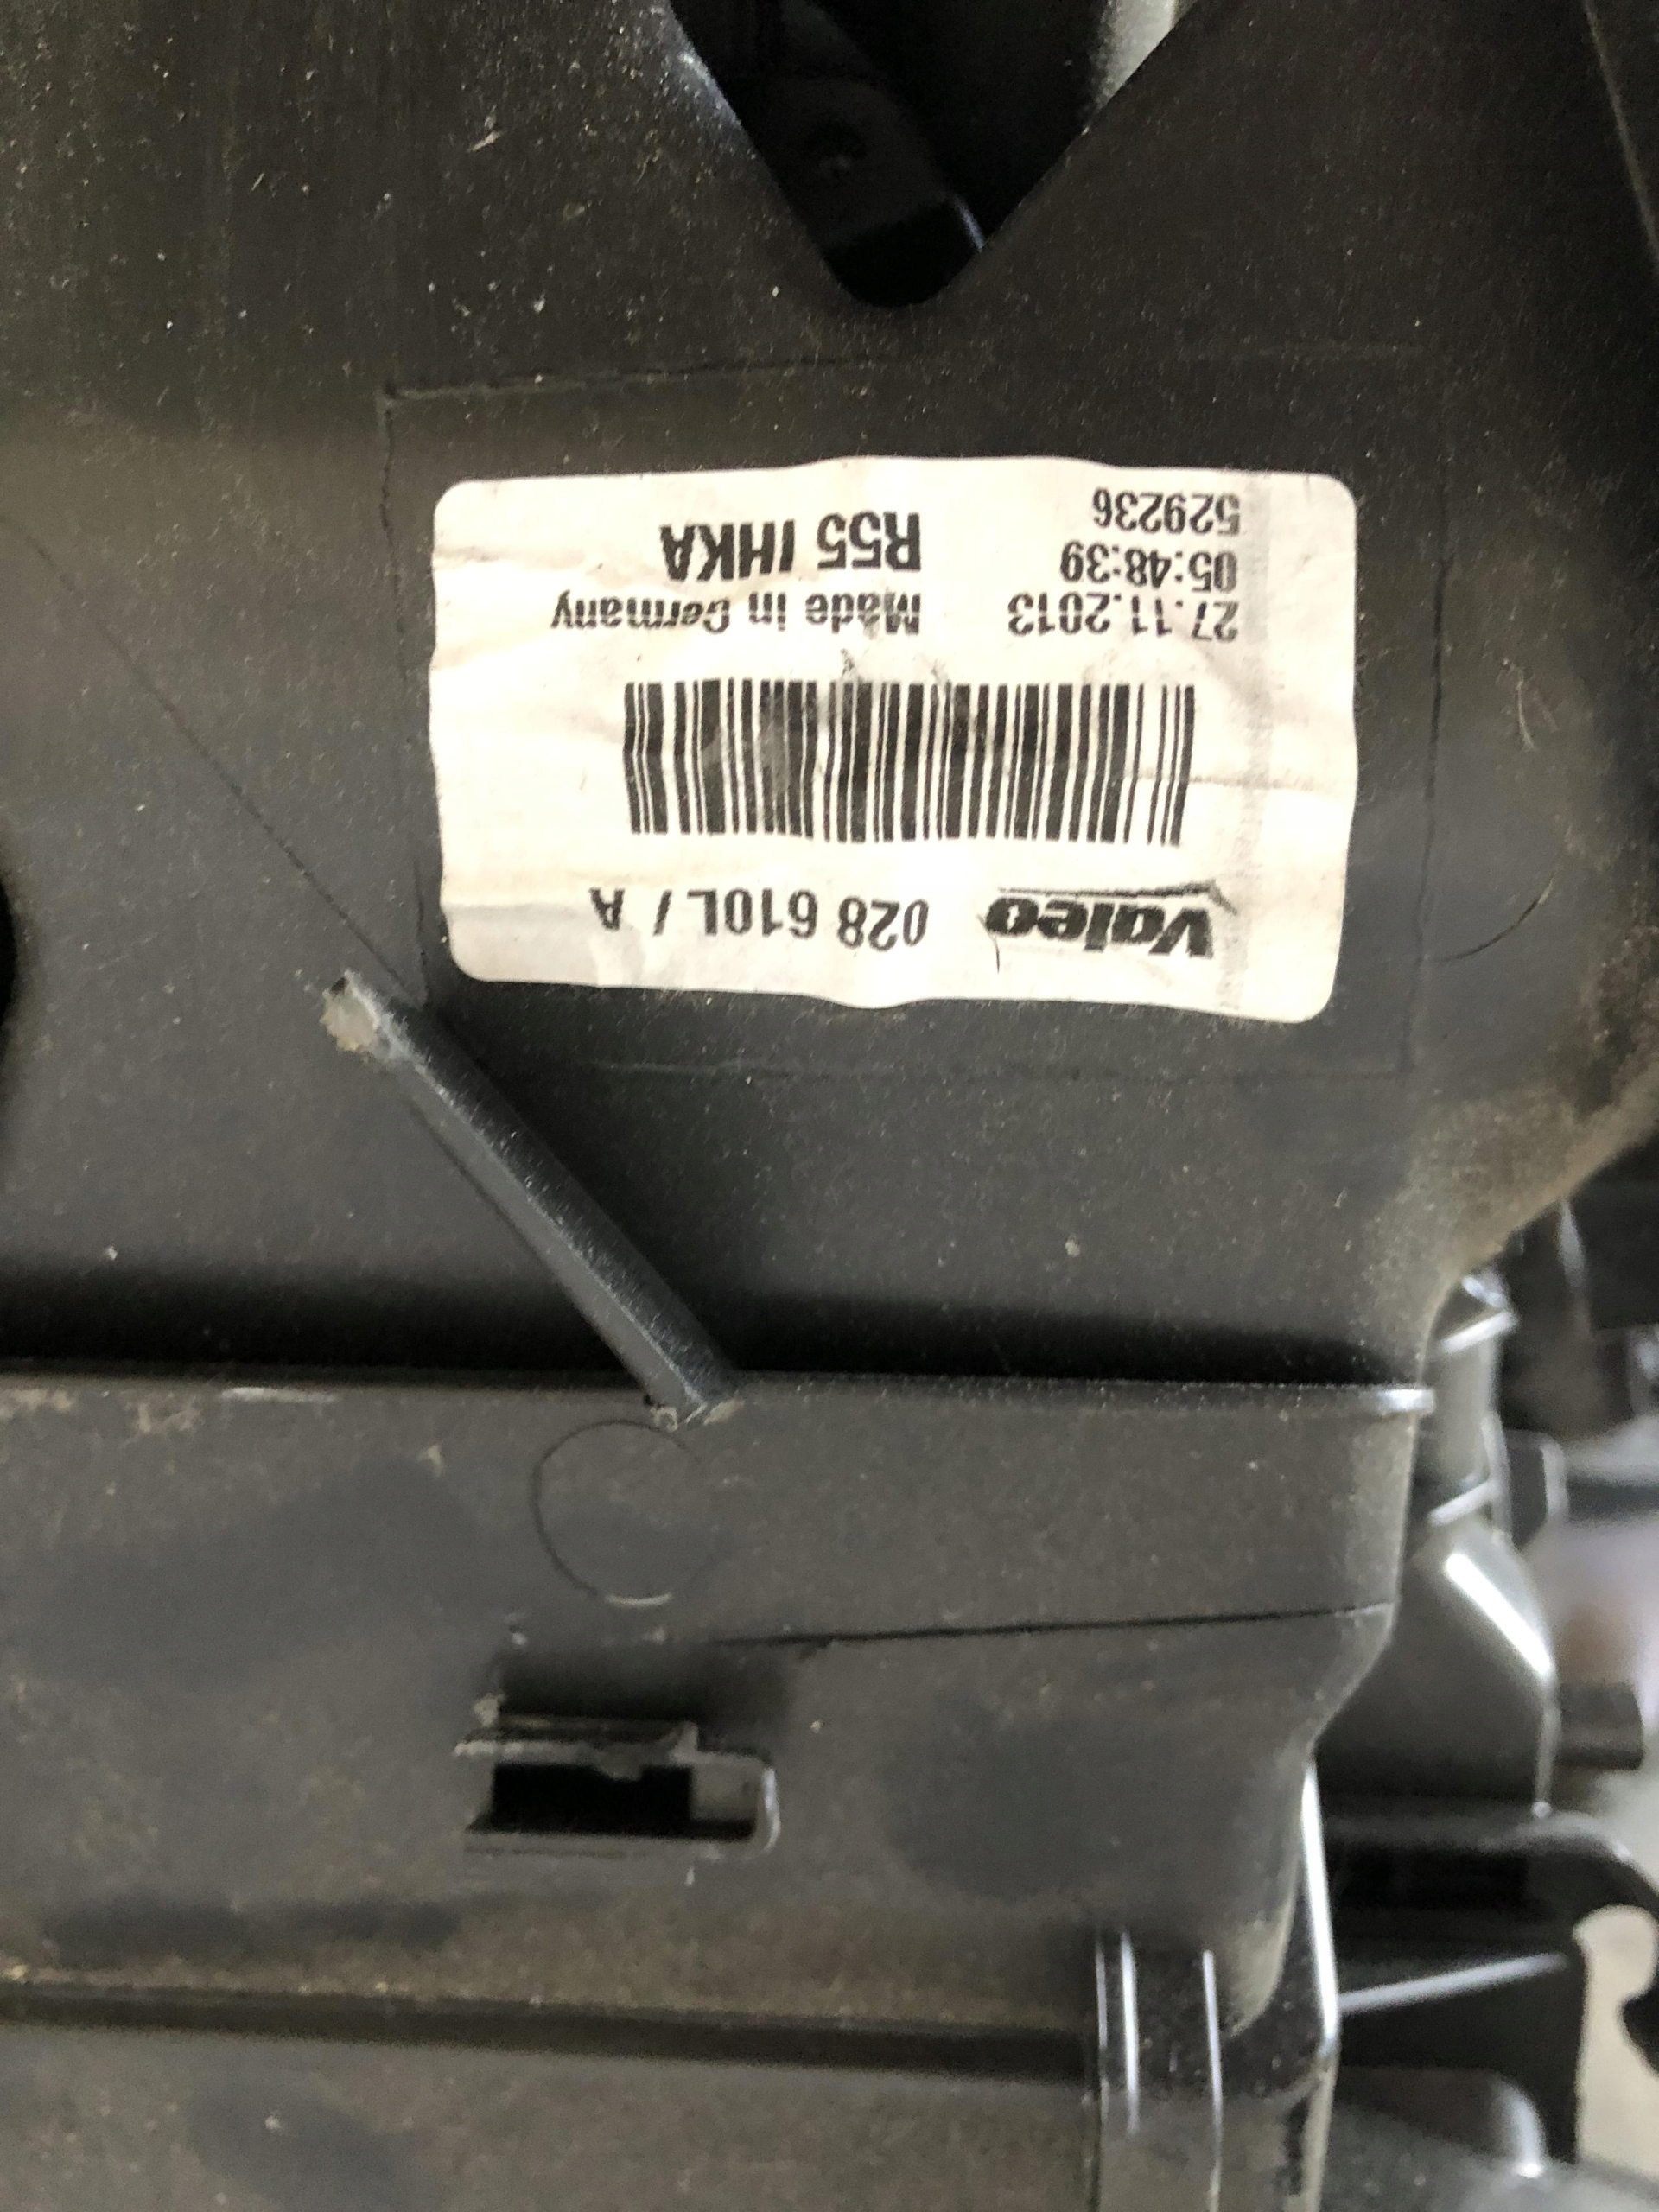 Valeo 028 610L / A
27.11.2013 Made in Germany
05:48:39 R55 IHKA
529236